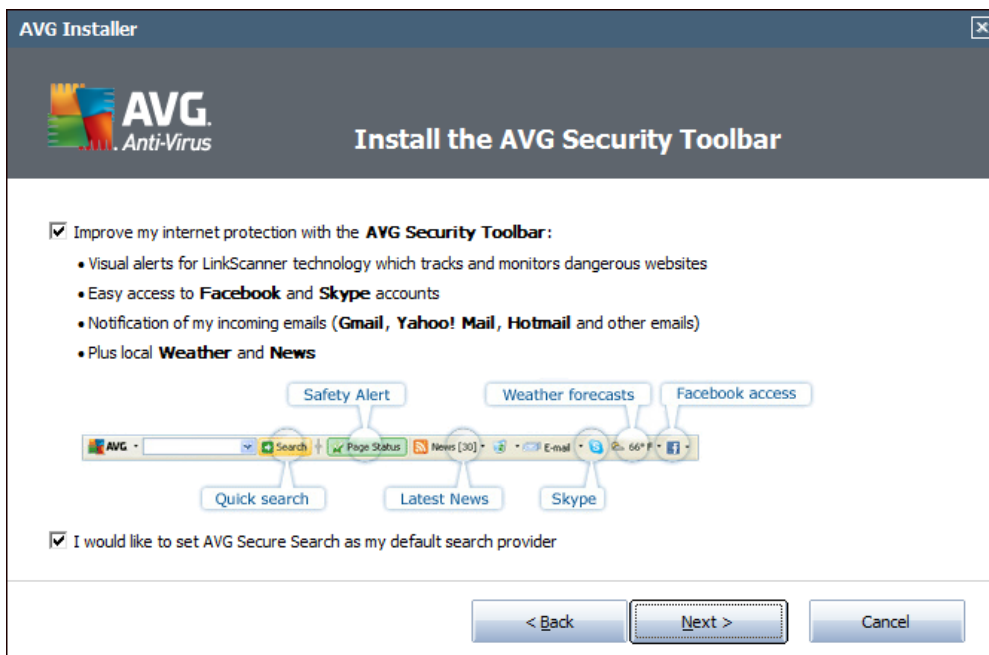 AVG Installer
AVG.
Anti-Virus
Install the AVG Security Toolbar
Improve my internet protection with the AVG Security Toolbar:
• Visual alerts for LinkScanner technology which tracks and monitors dangerous websites
• Easy access to Facebook and Skype accounts
• Notification of my incoming emails (Gmail, Yahoo! Mail, Hotmail and other emails)
• Plus local Weather and News
Safety Alert
Weather forecasts
Facebook access
AVG Search Page Status News [30] E-mail 66° F
Quick search
Latest News
Skype
I would like to set AVG Secure Search as my default search provider
< Back
Next >
Cancel